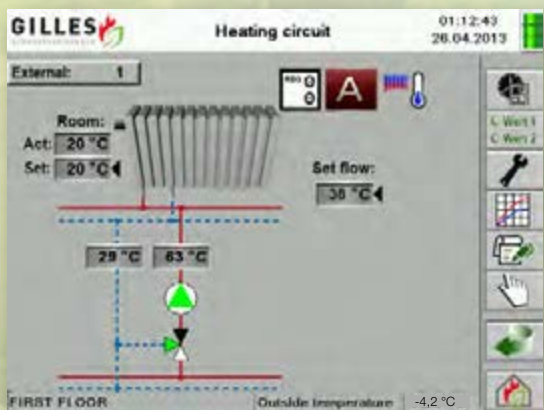 GILLES
Heating circuit
01:12:43
26.04.2013
External: 1
A
Room:
Act: 20 °C
Set: 20 °C
Set flow:
38 °C
C Wert 1
C Wert 2
29 °C
63 °C
FIRST FLOOR
Outside temperature
-4,2 °C